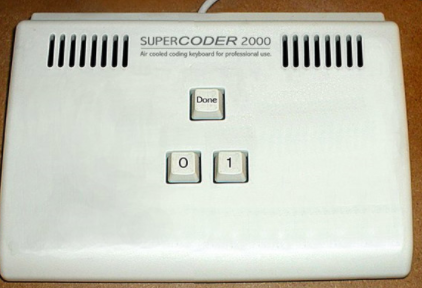 SUPERCODER 2000
Air cooled coding keyboard for professional use.
Done
0 1